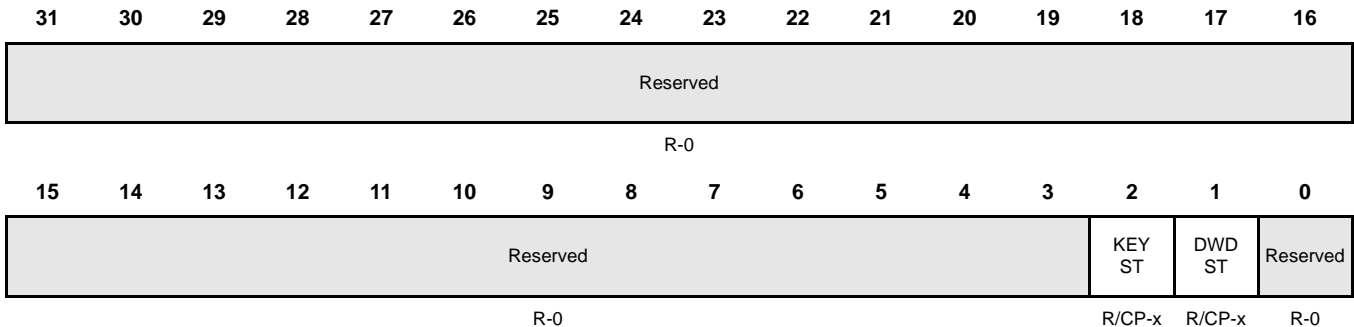 31 30 29 28 27 26 25 24 23 22 21 20 19 18 17 16
Reserved
R-0
15 14 13 12 11 10 9 8 7 6 5 4 3 2 1 0
Reserved KEY ST DWD ST Reserved
R-0 R/CP-x R/CP-x R-0